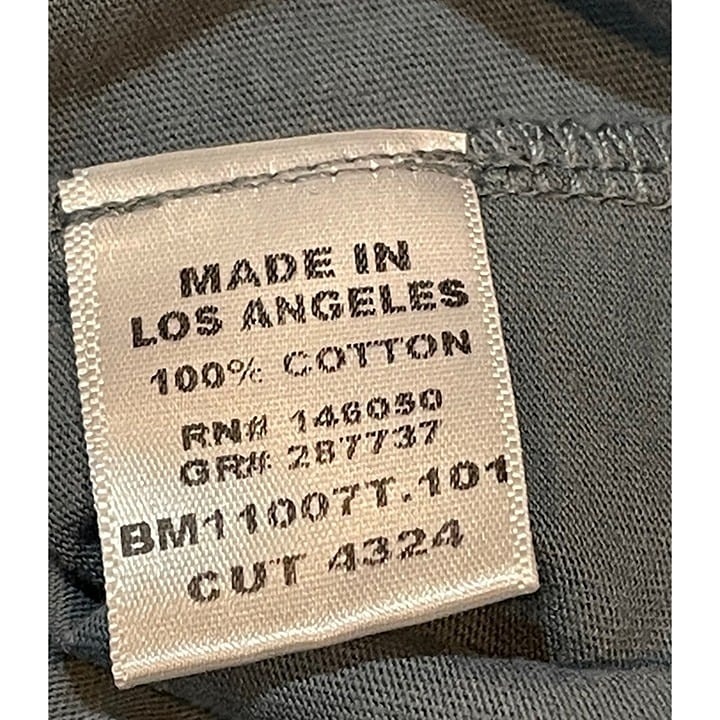 MADE IN
LOS ANGELES
100% COTTON
RN# 146050
GR#: 287737
BM11007T.101
CUT 4324